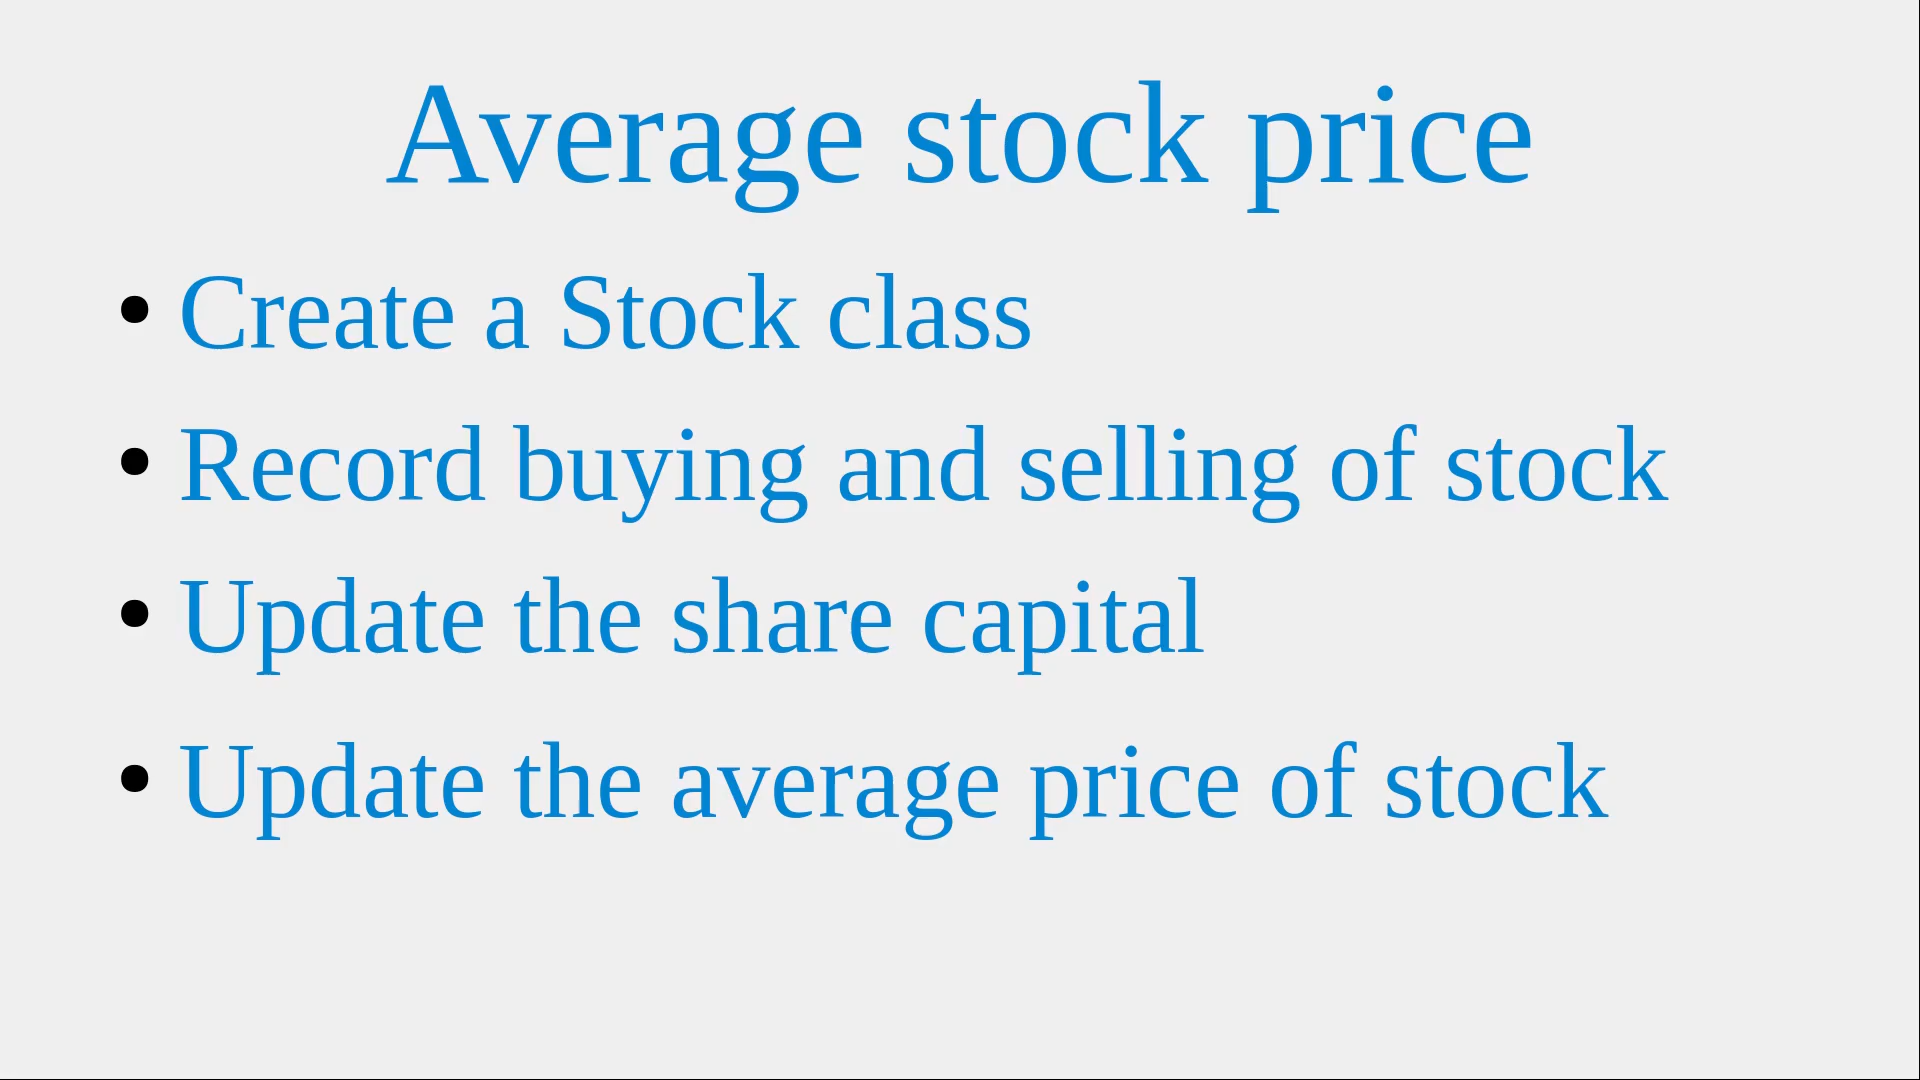 Average stock price
• Create a Stock class
• Record buying and selling of stock
• Update the share capital
• Update the average price of stock